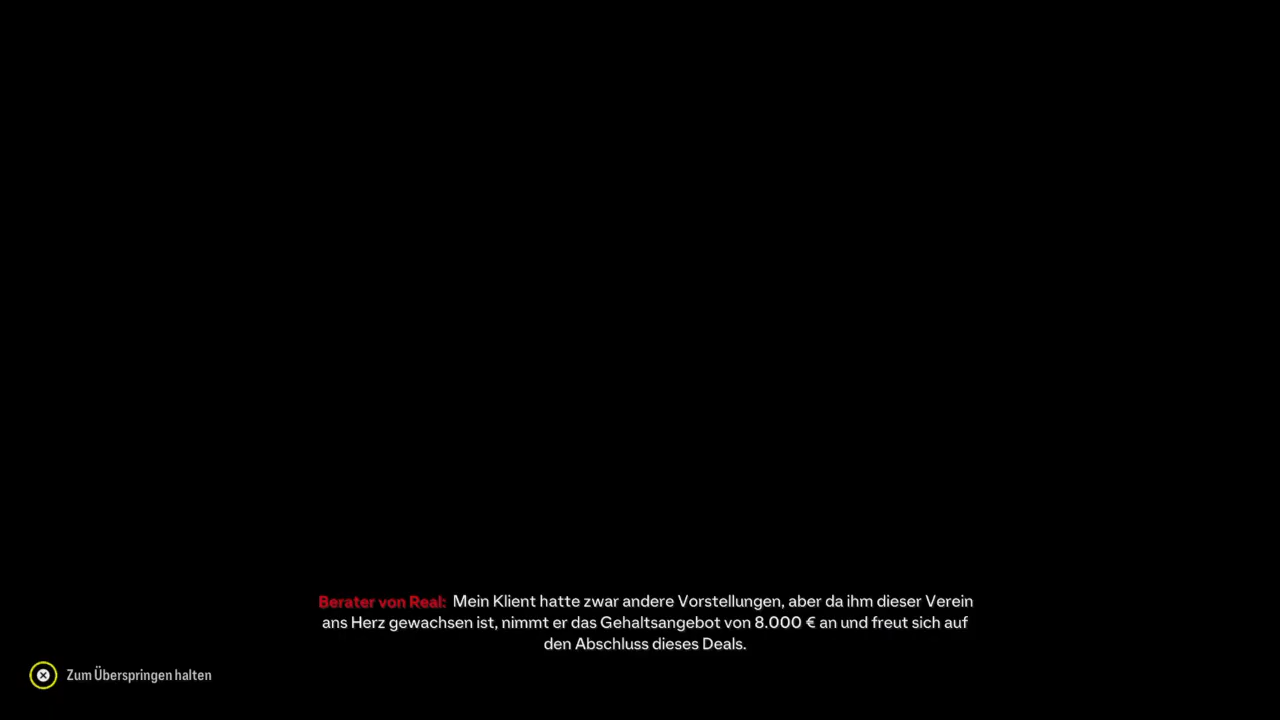 Berater von Real: Mein Klient hatte zwar andere Vorstellungen, aber da ihm dieser Verein
ans Herz gewachsen ist, nimmt er das Gehaltsangebot von 8.000 € an und freut sich auf
den Abschluss dieses Deals.
Zum Überspringen halten